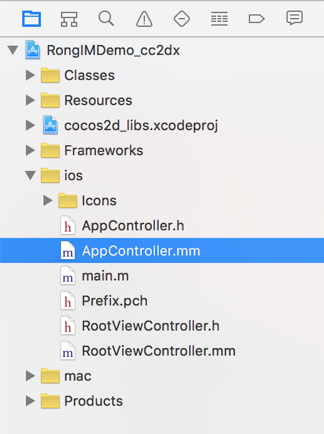 RongIMDemo_cc2dx
Classes
Resources
cocos2d_libs.xcodeproj
Frameworks
ios
Icons
h AppController.h
m AppController.mm
m main.m
h Prefix.pch
h RootViewController.h
m RootViewController.mm
mac
Products